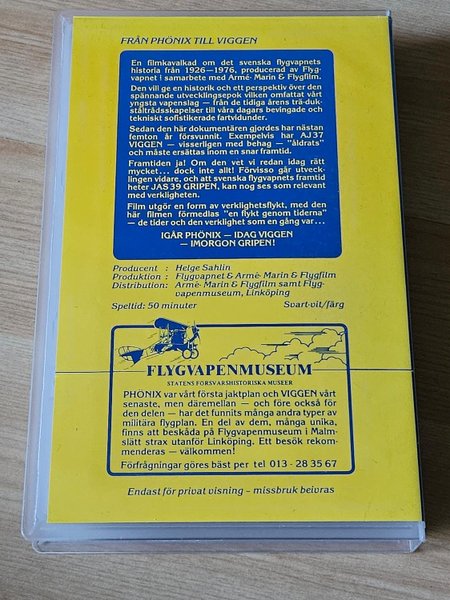 FRÅN PHÖNIX TILL VIGGEN
En filmkavalkad om det svenska flygvapnets
historia från 1926—1976, producerad av Flyg-
vapnet i samarbete med Armé- Marin & Flygfilm.
Den vill ge en historik och ett perspektiv över den
spännande utvecklingsepok vilken omfattat vårt
yngsta vapenslag — från de tidiga årens trä-duk-
ståltrådsskapelser till våra dagars bevingade och
tekniskt sofistikerade fartvidunder.
Sedan den här dokumentären gjordes har nästan
femton år försvunnit. Exempelvis har AJ 37
VIGGEN — visserligen med behag — "åldrats"
och måste ersättas inom en snar framtid.
Framtiden ja! Om den vet vi redan idag rätt
mycket... dock inte allt! Förvisso går utveck-
lingen vidare, och att svenska flygvapnets framtid
heter JAS 39 GRIPEN, kan nog ses som relevant
med verkligheten.
Film utgör en form av verklighetsflykt, med den
här filmen förmedlas "en flykt genom tiderna"
— de tider och den verklighet som en gång var...
IGÅR PHÖNIX — IDAG VIGGEN
— IMORGON GRIPEN!
Producent : Helge Sahlin
Produktion : Flygvapnet & Armé- Marin & Flygfilm
Distribution: Armé- Marin & Flygfilm samt Flyg-
vapenmuseum, Linköping
Speltid: 50 minuter Svart-vit/färg
FLYGVAPENMUSEUM
STATENS FÖRSVARSHISTORISKA MUSEER
PHÖNIX var vårt första jaktplan och VIGGEN vårt
senaste, men däremellan — och före också för
den delen — har det funnits många andra typer av
militära flygplan. En del av dem, många unika,
finns att beskåda på Flygvapenmuseum i Malm-
slätt strax utanför Linköping. Ett besök rekom-
menderas — välkommen!
Förfrågningar göres bäst per tel 013 - 28 35 67
Endast för privat visning – missbruk beivras